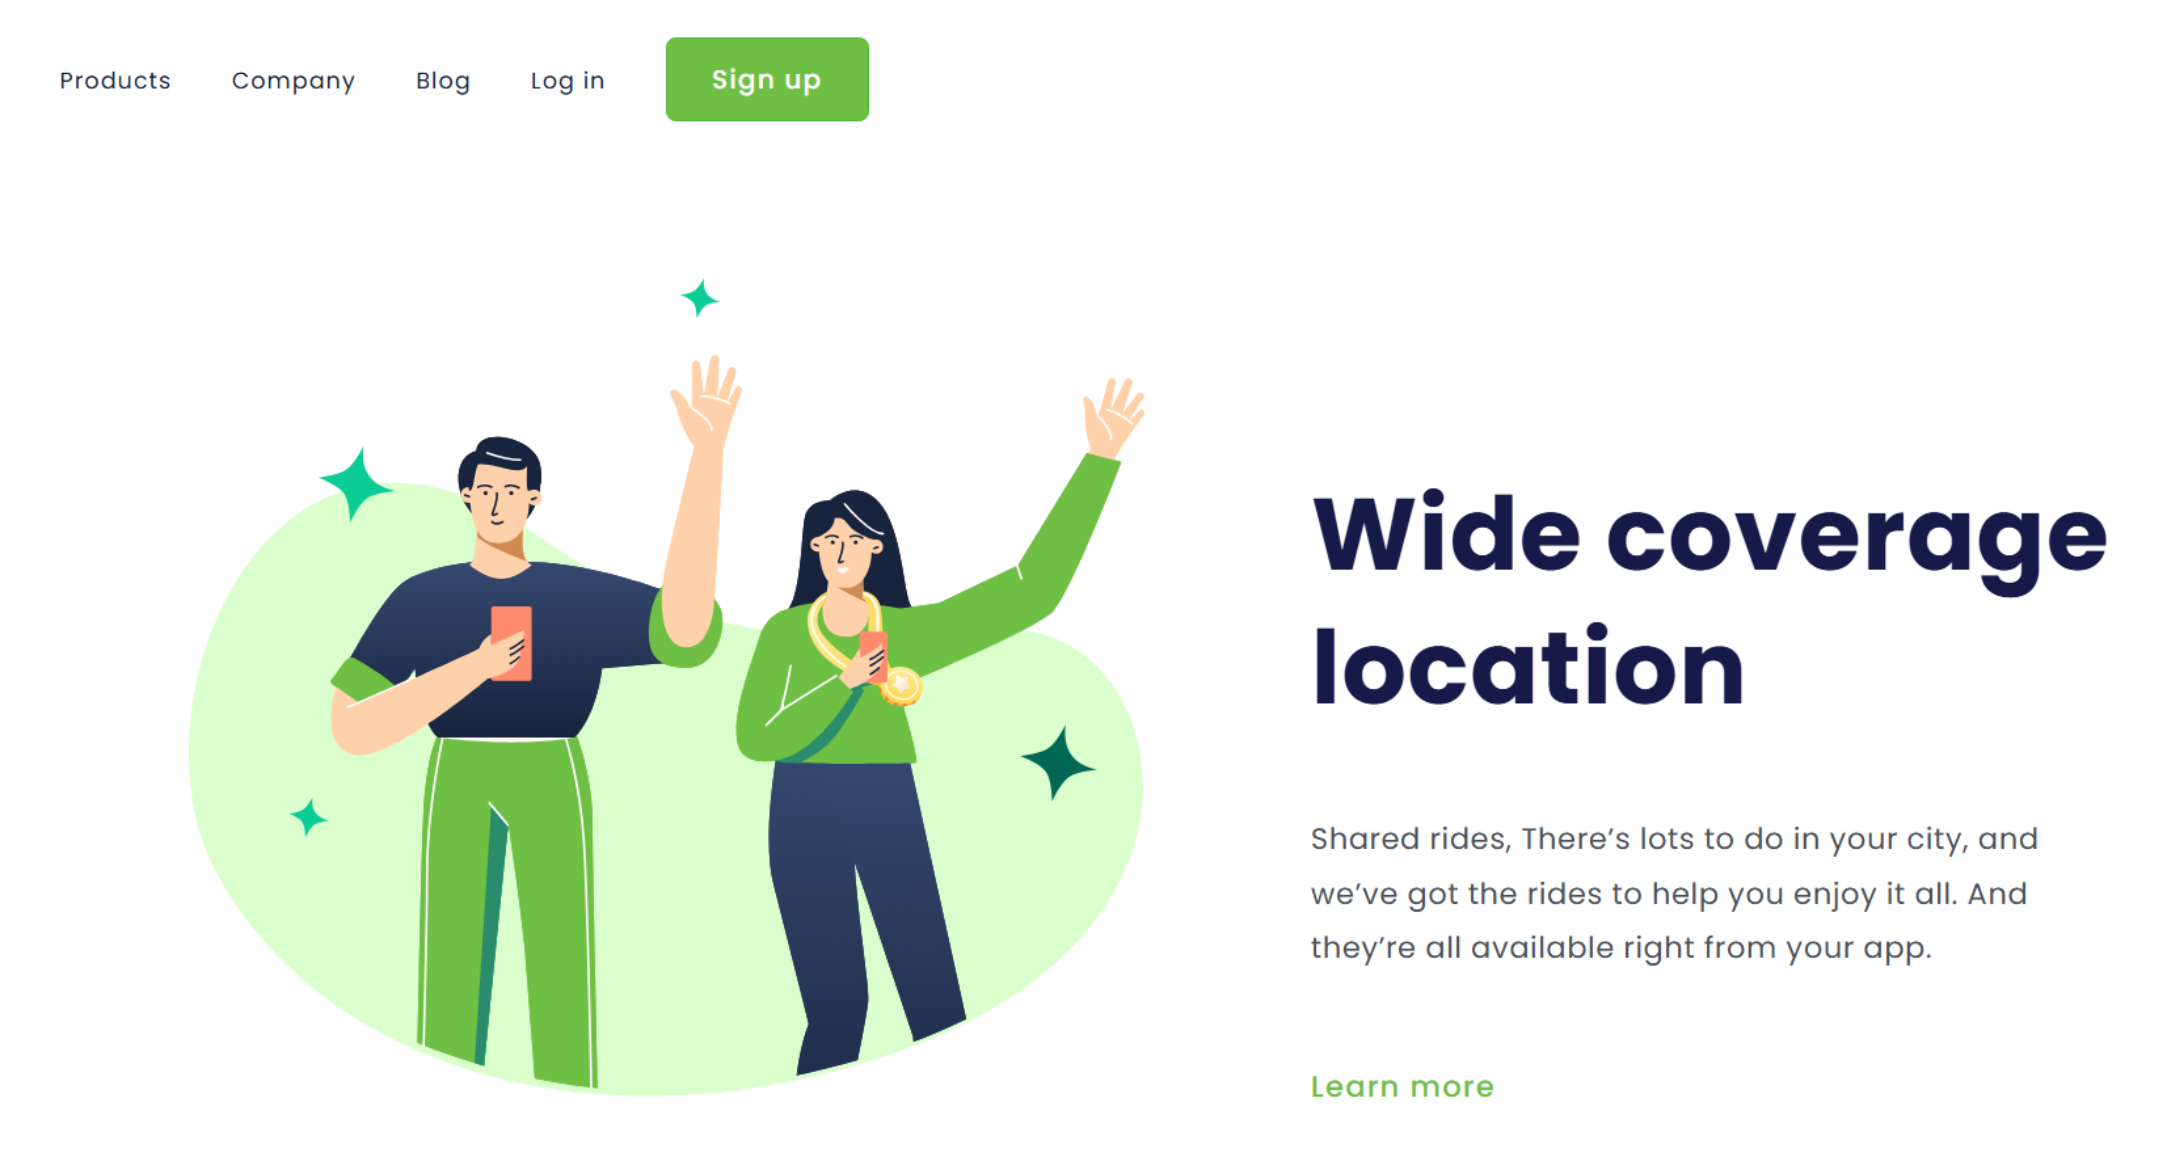 Products Company Blog Log in Sign up
Wide coverage
location
Shared rides, There’s lots to do in your city, and
we’ve got the rides to help you enjoy it all. And
they’re all available right from your app.
Learn more